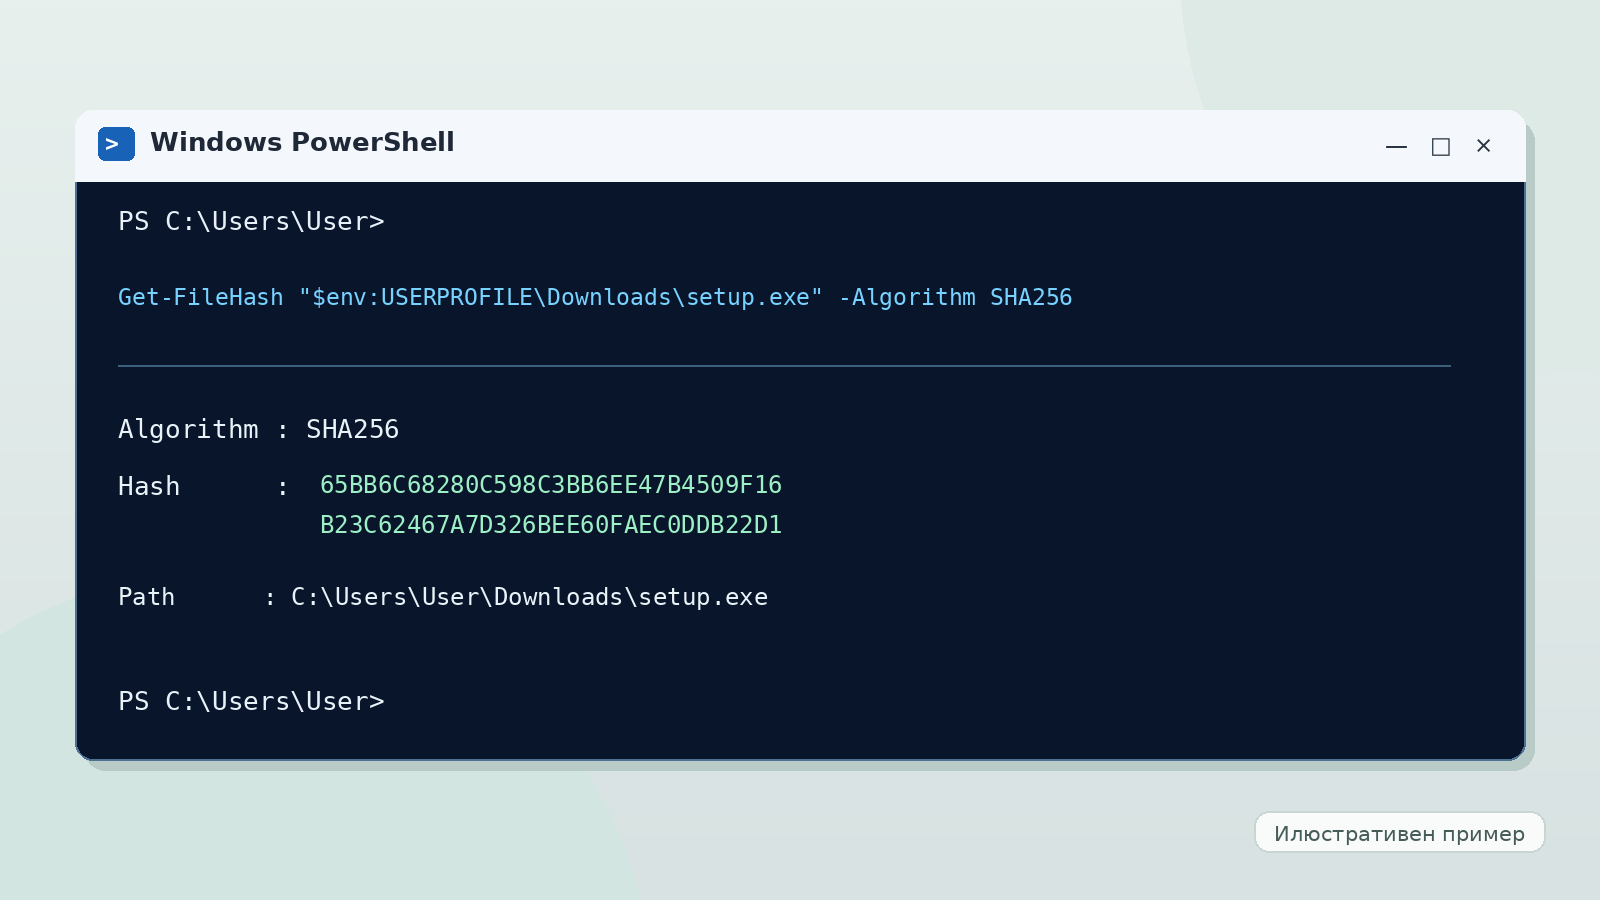 Windows PowerShell
PS C:\Users\User>
Get-FileHash "$env:USERPROFILE\Downloads\setup.exe" -Algorithm SHA256
Algorithm : SHA256
Hash : 65BB6C68280C598C3BB6EE47B4509F16
B23C62467A7D326BEE60FAEC0DDB22D1
Path : C:\Users\User\Downloads\setup.exe
PS C:\Users\User>
Илюстративен пример